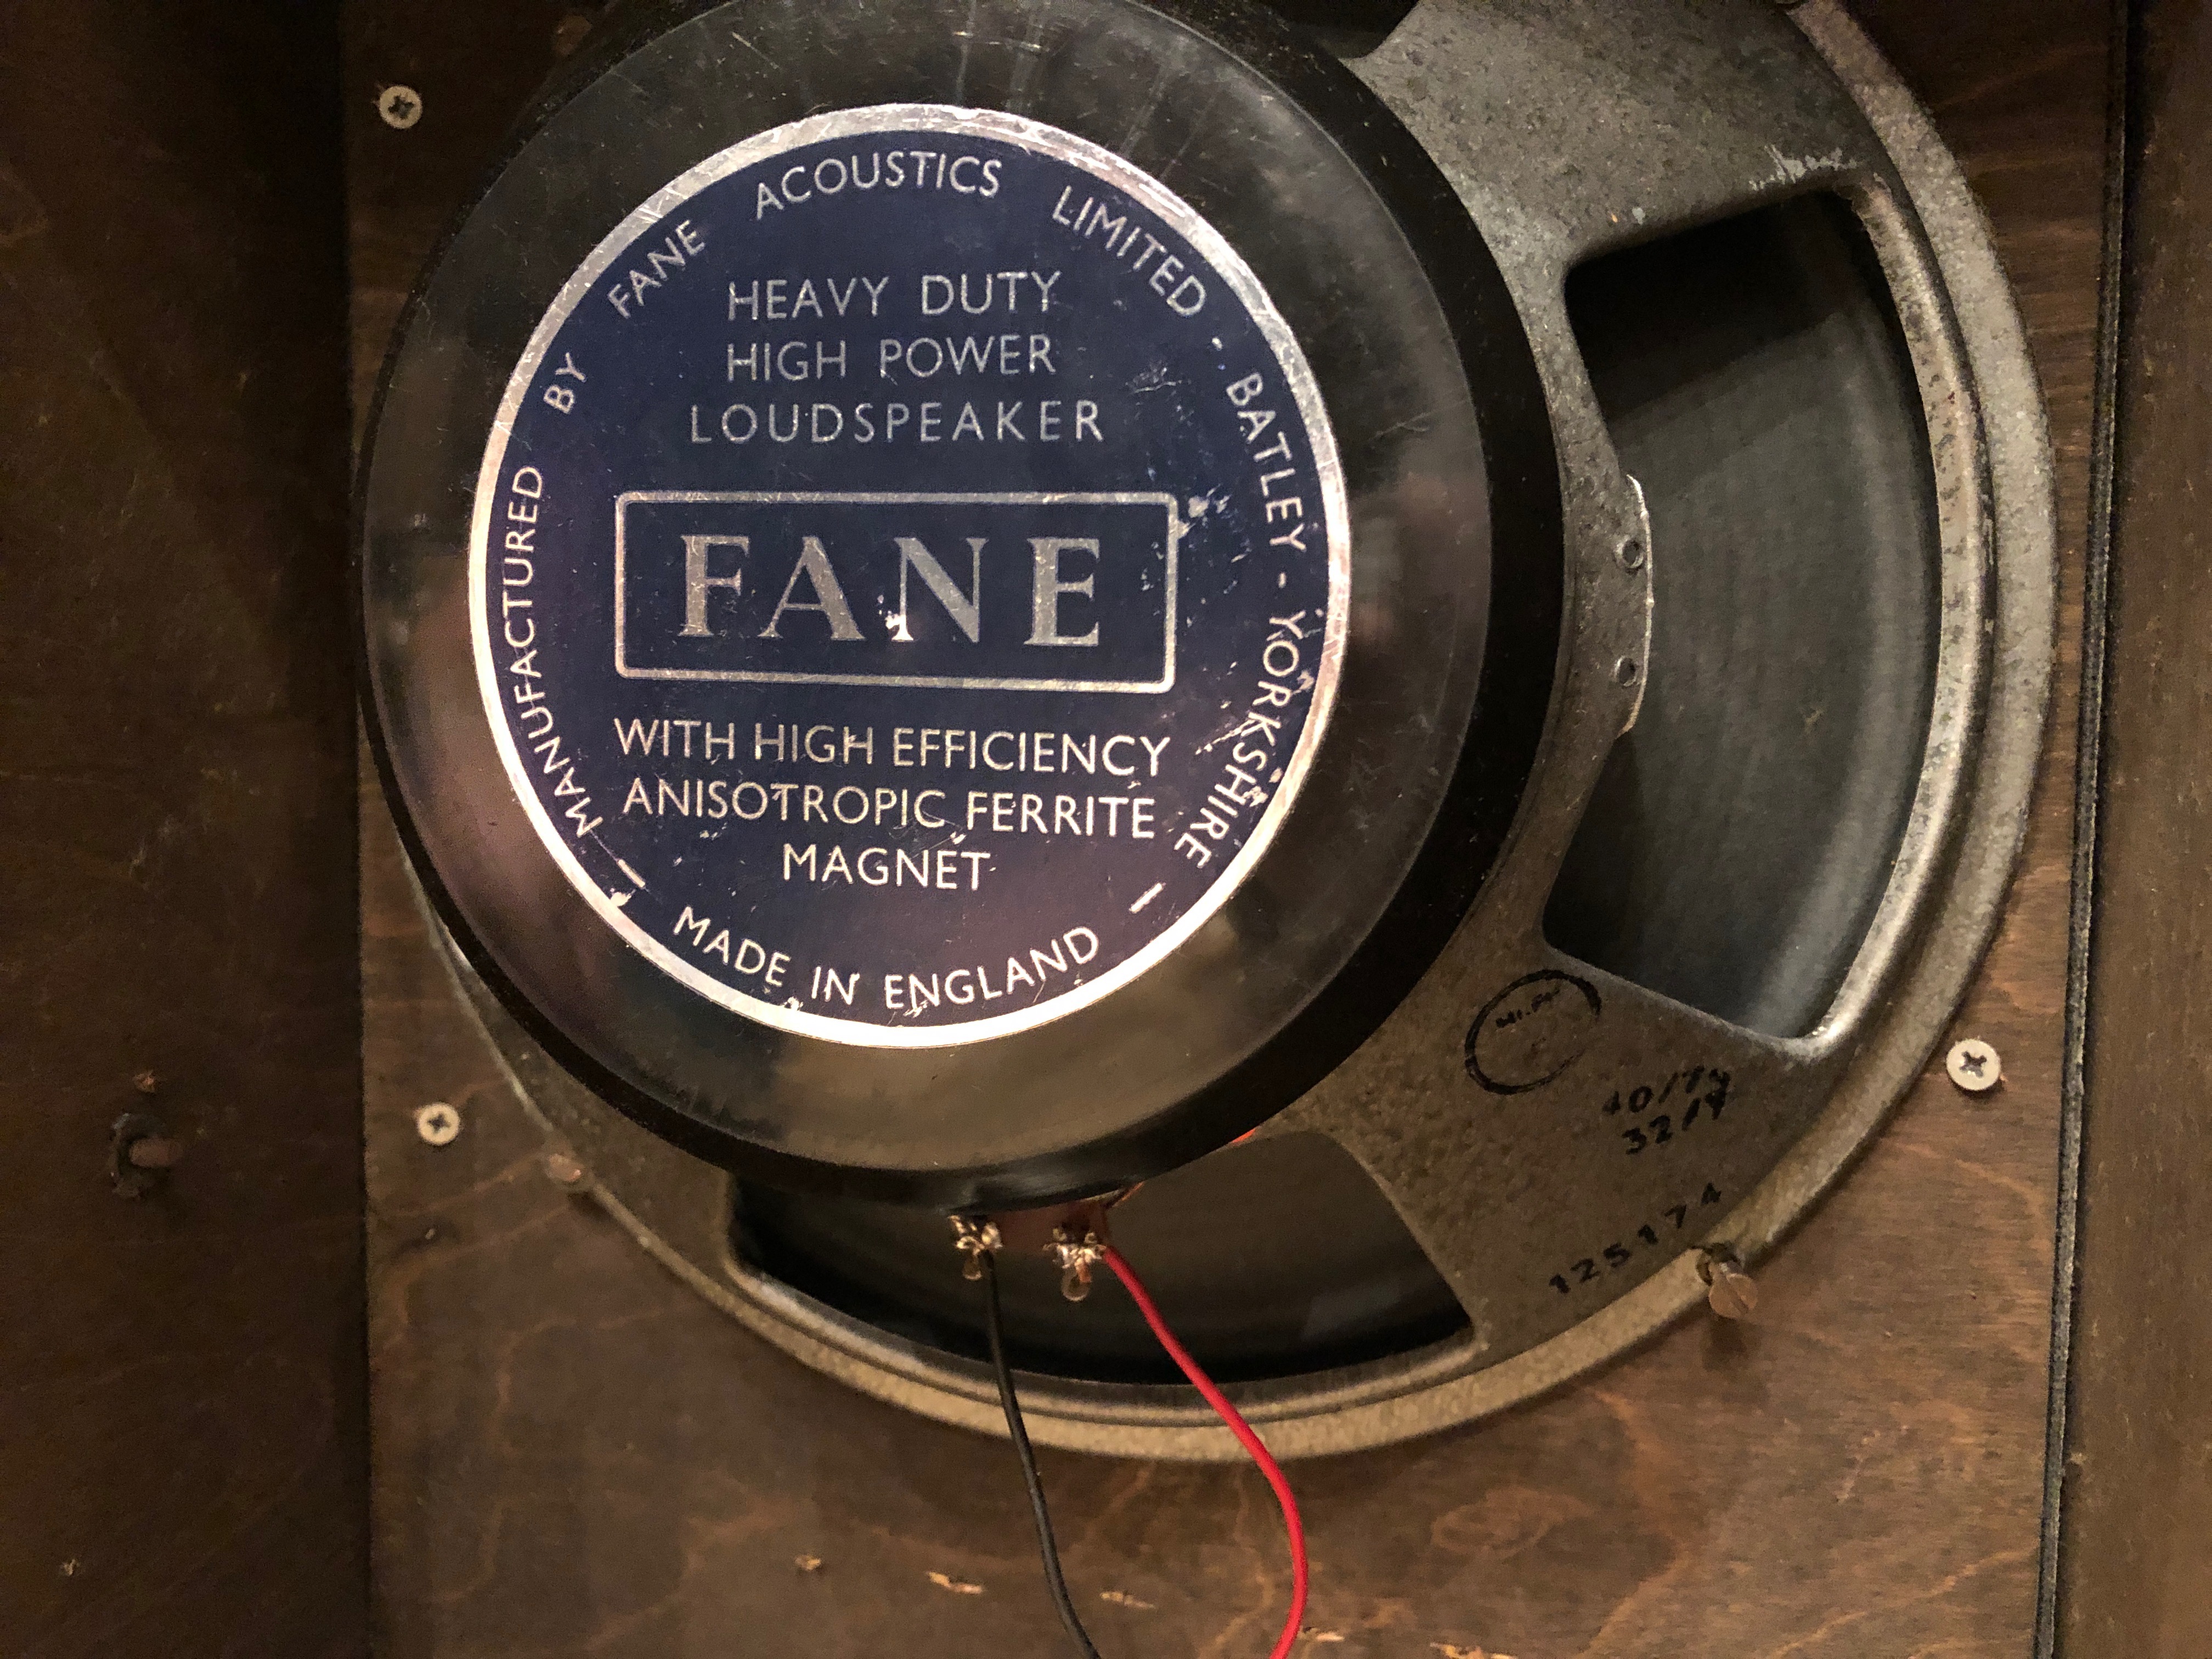 MANUFACTURED BY FANE ACOUSTICS LIMITED - BATLEY - YORKSHIRE
HEAVY DUTY
HIGH POWER
LOUDSPEAKER
FANE
WITH HIGH EFFICIENCY
ANISOTROPIC FERRITE
MAGNET
— MADE IN ENGLAND —
125174